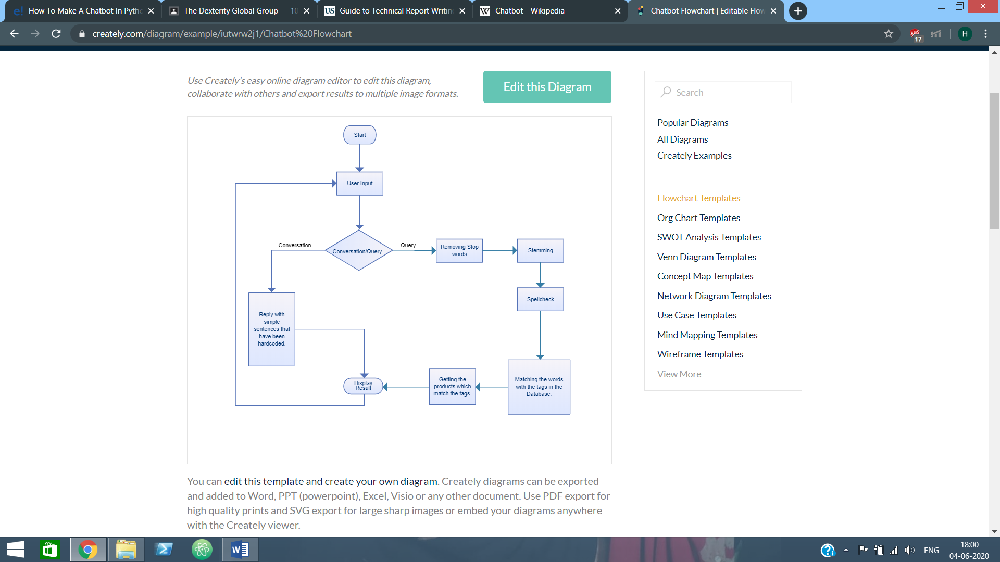 How To Make A Chatbot In Pytho
The Dexterity Global Group — 10
US
Guide to Technical Report Writin
W
Chatbot - Wikipedia
Chatbot Flowchart | Editable Flow
creately.com/diagram/example/iutwrw2j1/Chatbot%20Flowchart
17
H
Use Creately's easy online diagram editor to edit this diagram,
collaborate with others and export results to multiple image formats.
Edit this Diagram
Start
User Input
Conversation
Conversation/Query
Query
Removing Stop
words
Stemming
Spellcheck
Reply with
simple
sentences that
have been
hardcoded.
Display
Result
Getting the
products which
match the tags.
Matching the words
with the tags in the
Database.
Search
Popular Diagrams
All Diagrams
Creately Examples
Flowchart Templates
Org Chart Templates
SWOT Analysis Templates
Venn Diagram Templates
Concept Map Templates
Network Diagram Templates
Use Case Templates
Mind Mapping Templates
Wireframe Templates
View More
You can edit this template and create your own diagram. Creately diagrams can be exported
and added to Word, PPT (powerpoint), Excel, Visio or any other document. Use PDF export for
high quality prints and SVG export for large sharp images or embed your diagrams anywhere
with the Creately viewer.
ENG
18:00
04-06-2020